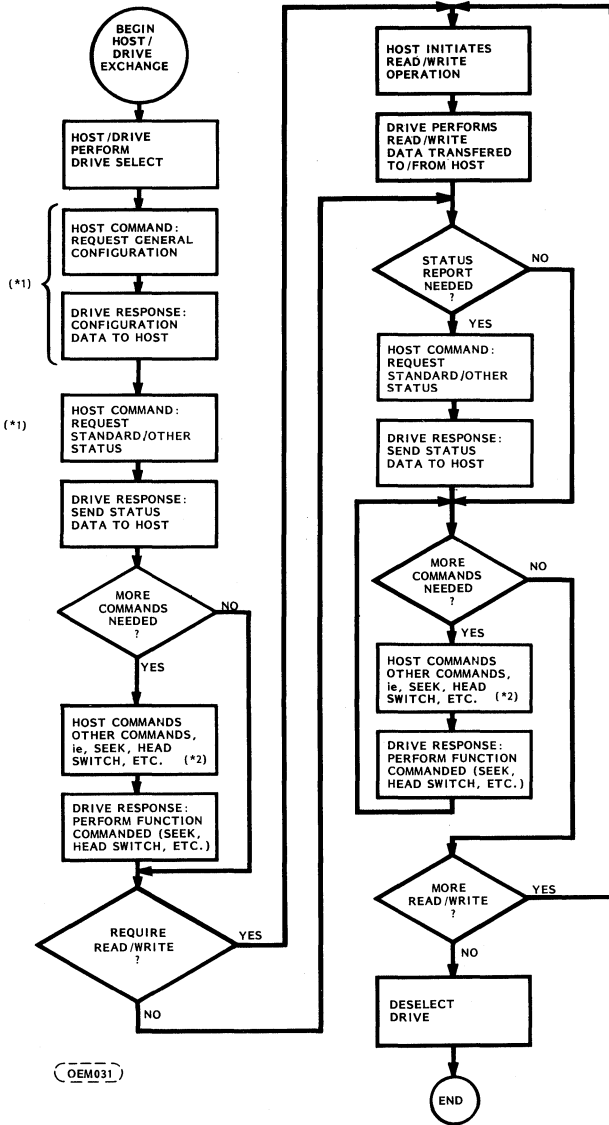 BEGIN
HOST/
DRIVE
EXCHANGE
HOST/DRIVE
PERFORM
DRIVE SELECT
(*1)
HOST COMMAND:
REQUEST GENERAL
CONFIGURATION
DRIVE RESPONSE:
CONFIGURATION
DATA TO HOST
(*1)
HOST COMMAND:
REQUEST
STANDARD/OTHER
STATUS
DRIVE RESPONSE:
SEND STATUS
DATA TO HOST
MORE
COMMANDS
NEEDED
?
NO
YES
HOST COMMANDS
OTHER COMMANDS,
ie, SEEK, HEAD
SWITCH, ETC. (*2)
DRIVE RESPONSE:
PERFORM FUNCTION
COMMANDED (SEEK,
HEAD SWITCH, ETC.)
REQUIRE
READ/WRITE
?
YES
NO
OEM031
HOST INITIATES
READ/WRITE
OPERATION
DRIVE PERFORMS
READ/WRITE
DATA TRANSFERED
TO/FROM HOST
STATUS
REPORT
NEEDED
?
NO
YES
HOST COMMAND:
REQUEST
STANDARD/OTHER
STATUS
DRIVE RESPONSE:
SEND STATUS
DATA TO HOST
MORE
COMMANDS
NEEDED
?
NO
YES
HOST COMMANDS
OTHER COMMANDS,
ie, SEEK, HEAD
SWITCH, ETC. (*2)
DRIVE RESPONSE:
PERFORM FUNCTION
COMMANDED (SEEK,
HEAD SWITCH, ETC.)
MORE
READ/WRITE
?
YES
NO
DESELECT
DRIVE
END